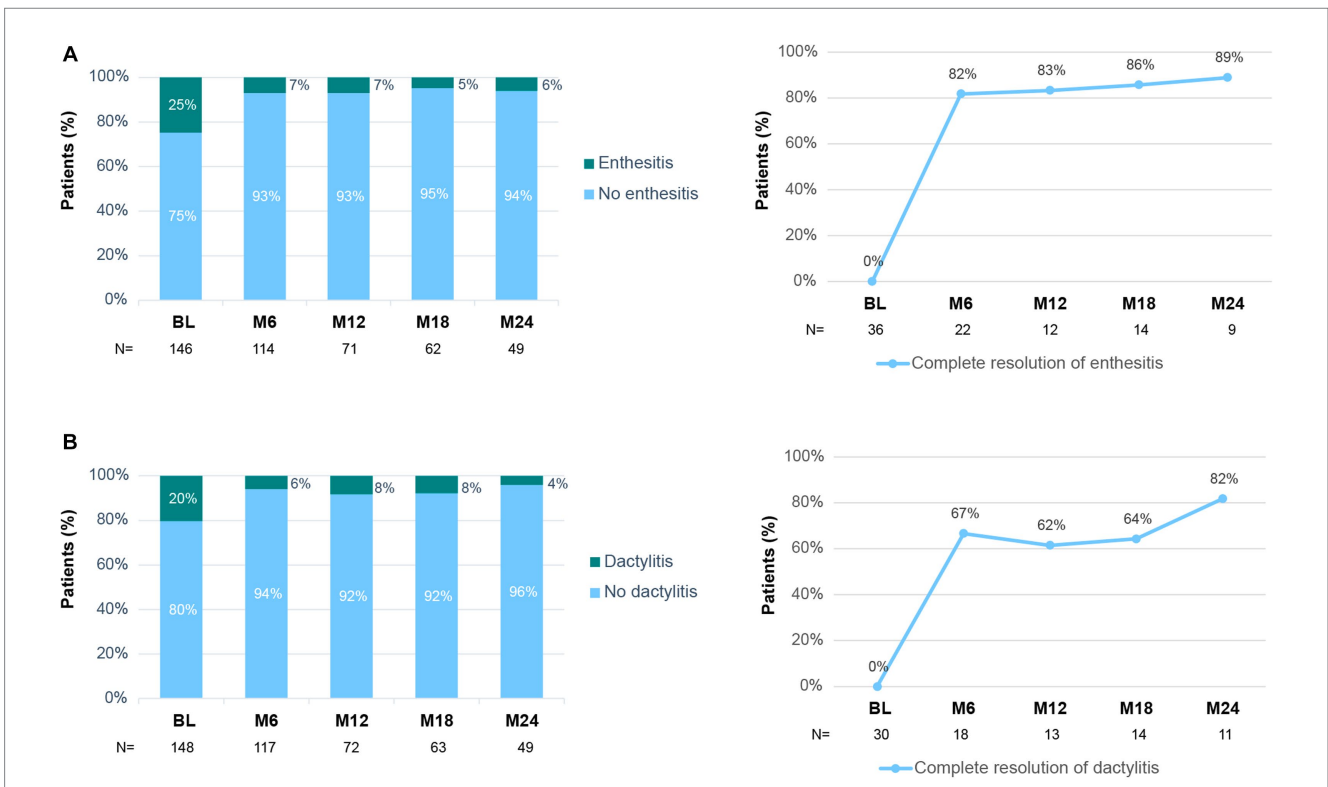 A
Patients (%)
100%
80%
60%
40%
20%
0%
25%
75%
7%
93%
7%
93%
5%
95%
6%
94%
Enthesitis
No enthesitis
BL M6 M12 M18 M24
N= 146 114 71 62 49
Patients (%)
100%
80%
60%
40%
20%
0%
0%
82%
83%
86%
89%
BL M6 M12 M18 M24
N= 36 22 12 14 9
Complete resolution of enthesitis
B
Patients (%)
100%
80%
60%
40%
20%
0%
20%
80%
6%
94%
8%
92%
8%
92%
4%
96%
Dactylitis
No dactylitis
BL M6 M12 M18 M24
N= 148 117 72 63 49
Patients (%)
100%
80%
60%
40%
20%
0%
0%
67%
62%
64%
82%
BL M6 M12 M18 M24
N= 30 18 13 14 11
Complete resolution of dactylitis